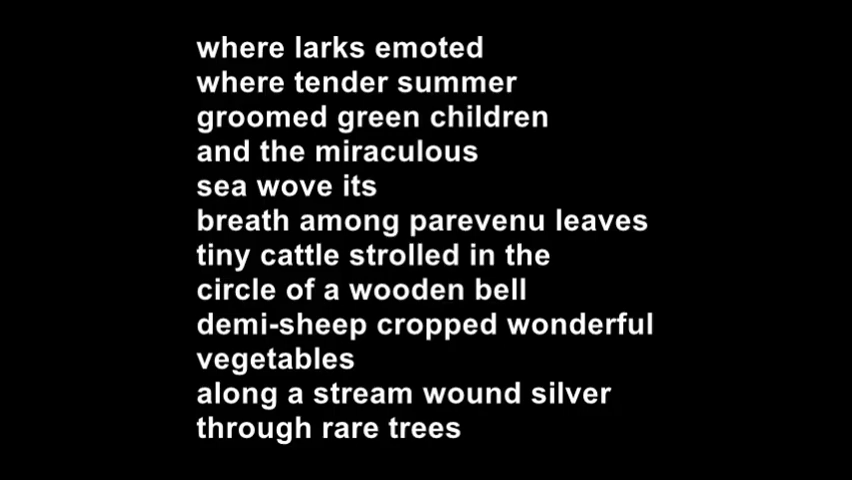 where larks emoted
where tender summer
groomed green children
and the miraculous
sea wove its
breath among parevenu leaves
tiny cattle strolled in the
circle of a wooden bell
demi-sheep cropped wonderful
vegetables
along a stream wound silver
through rare trees